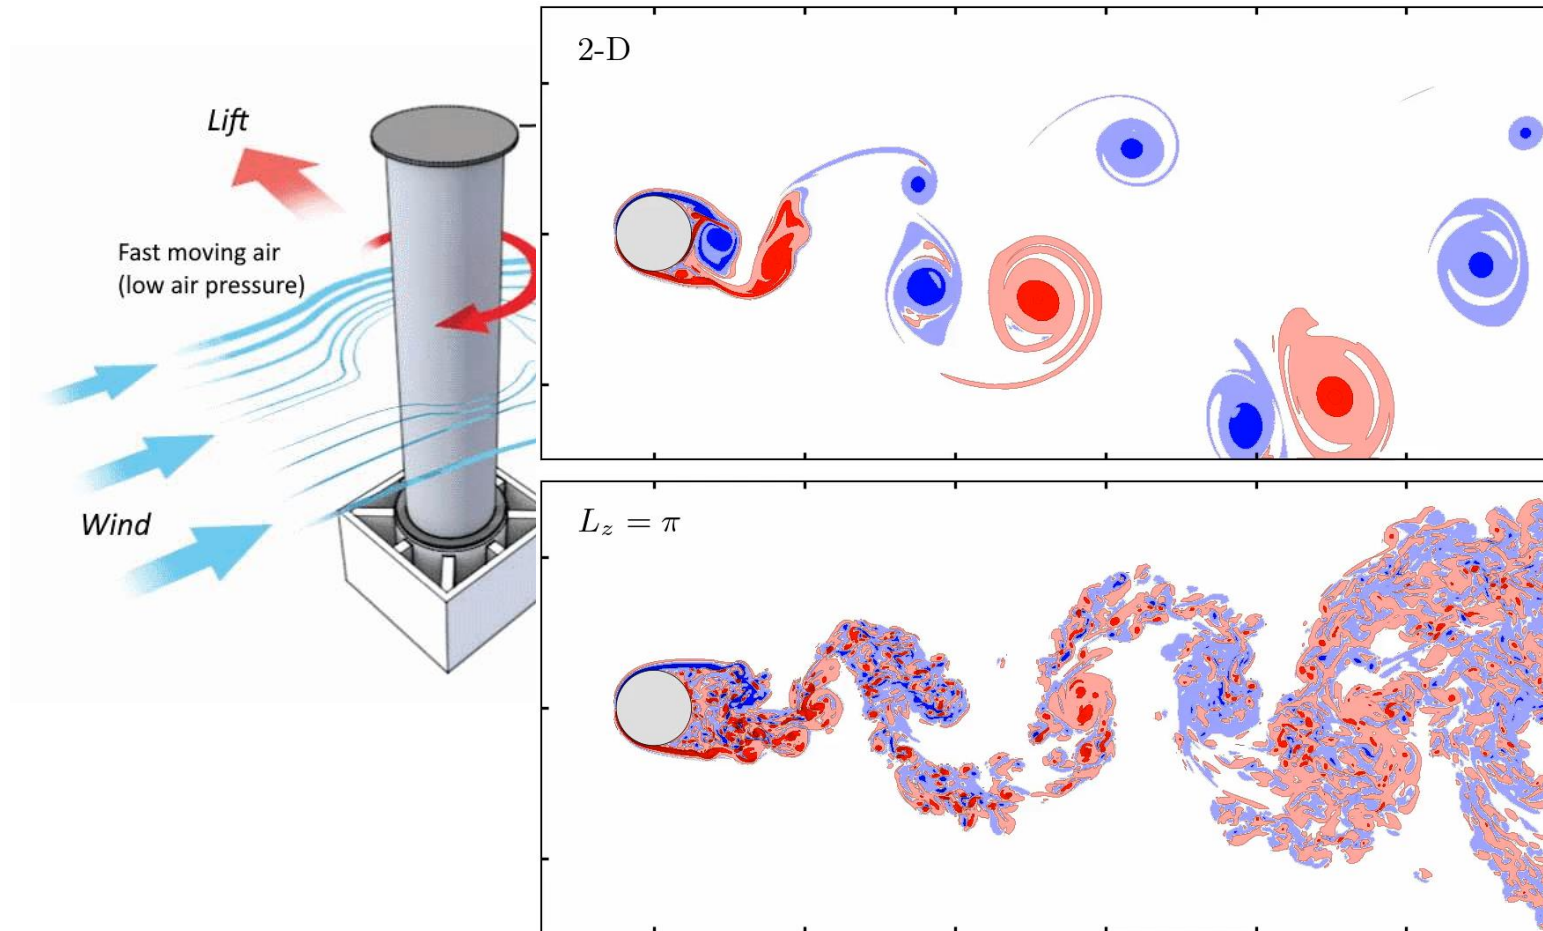 Lift
Fast moving air
(low air pressure)
Wind
2-D
L_z = π